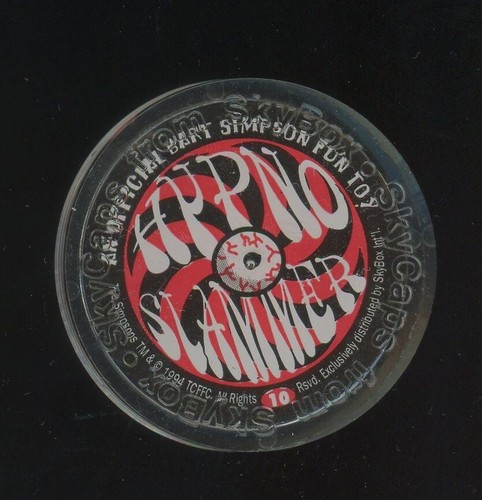 SkyCaps from SkyBox • SkyCaps from SKYBOX •
AN OFFICIAL BART SIMPSON FUN TOY
HYPNO
SLAMMER
The Simpsons TM & © 1994 TCFFC. All Rights
10
Rsvd. Exclusively distributed by SkyBox Int'l.